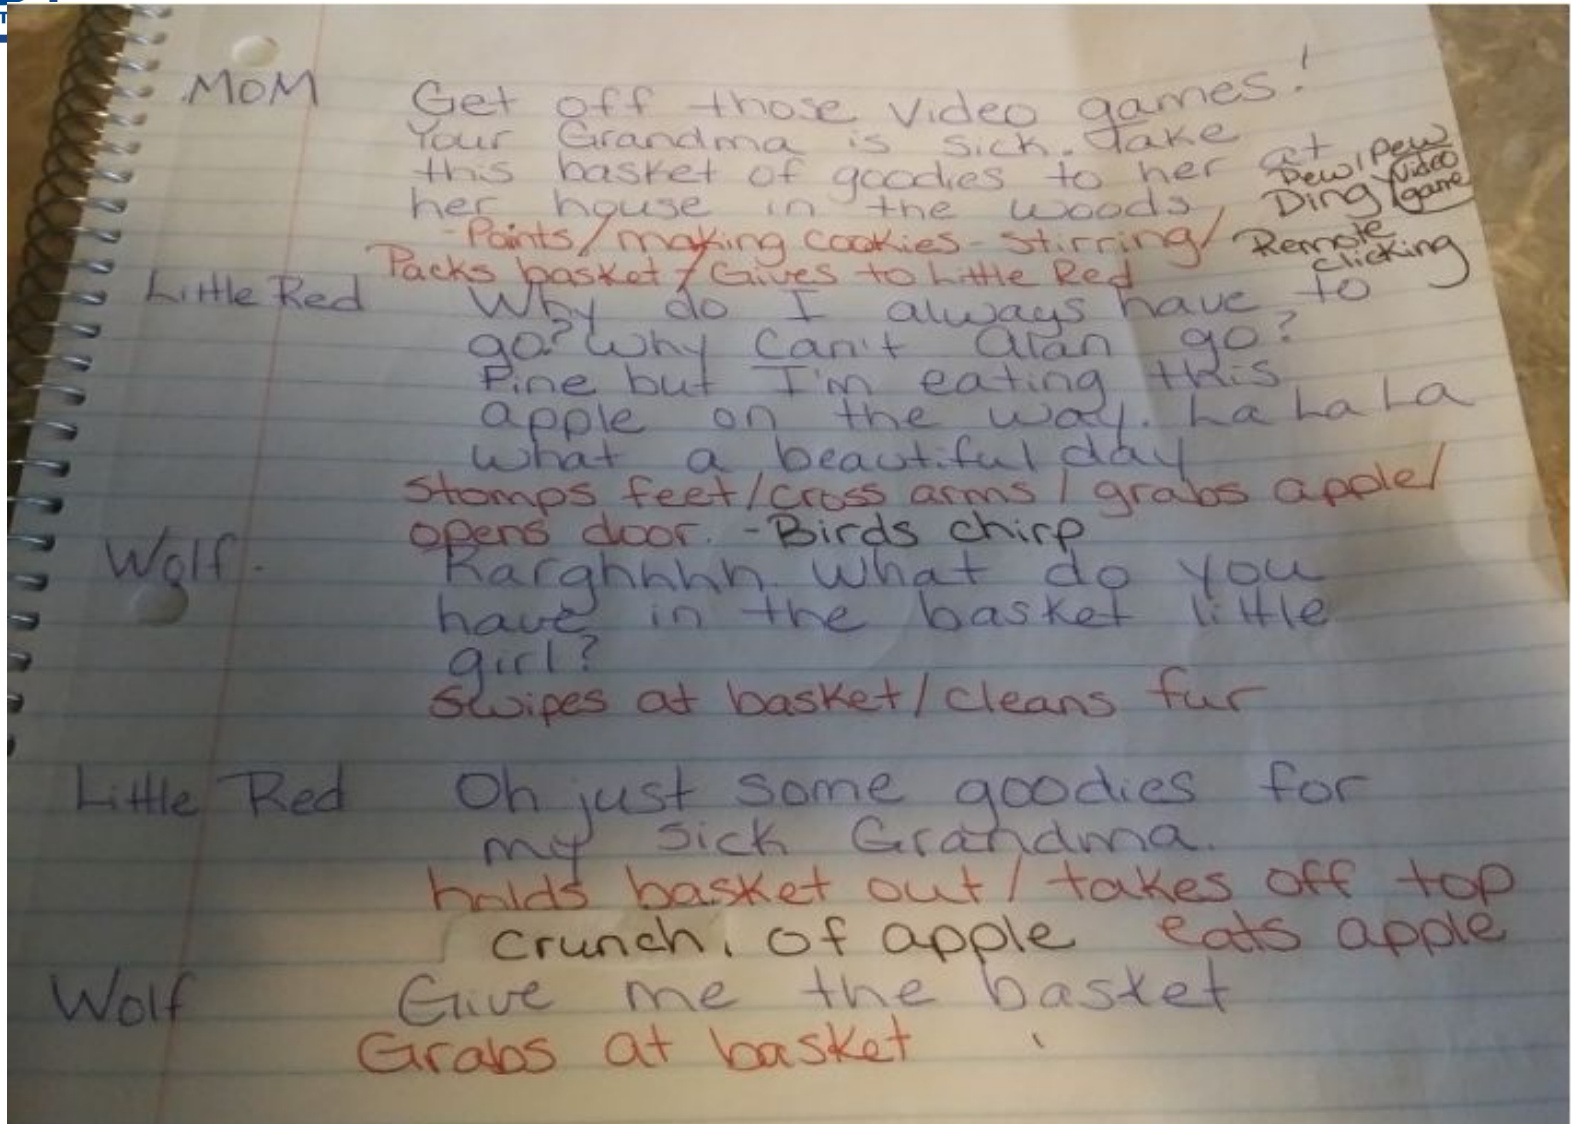 MOM Get off those video games!
Your Grandma is sick. Take
this basket of goodies to her at
her house in the woods,
Pew/Pew
Ding
video
game
Remote
clicking
-Points/making cookies-stirring/
Packs basket/Gives to Little Red
Little Red Why do I always have to
go? Why can't alan go?
Fine but I'm eating this
apple on the way. La La La
What a beautiful day
Stomps feet/cross arms/grabs apple/
opens door. -Birds chirp
Wolf. Rarghhhh What do you
have in the basket little
girl?
Swipes at basket/cleans fur
Little Red Oh just some goodies for
my sick Grandma.
holds basket out/takes off top
crunch, of apple eats apple
Wolf Give me the basket
Grabs at basket